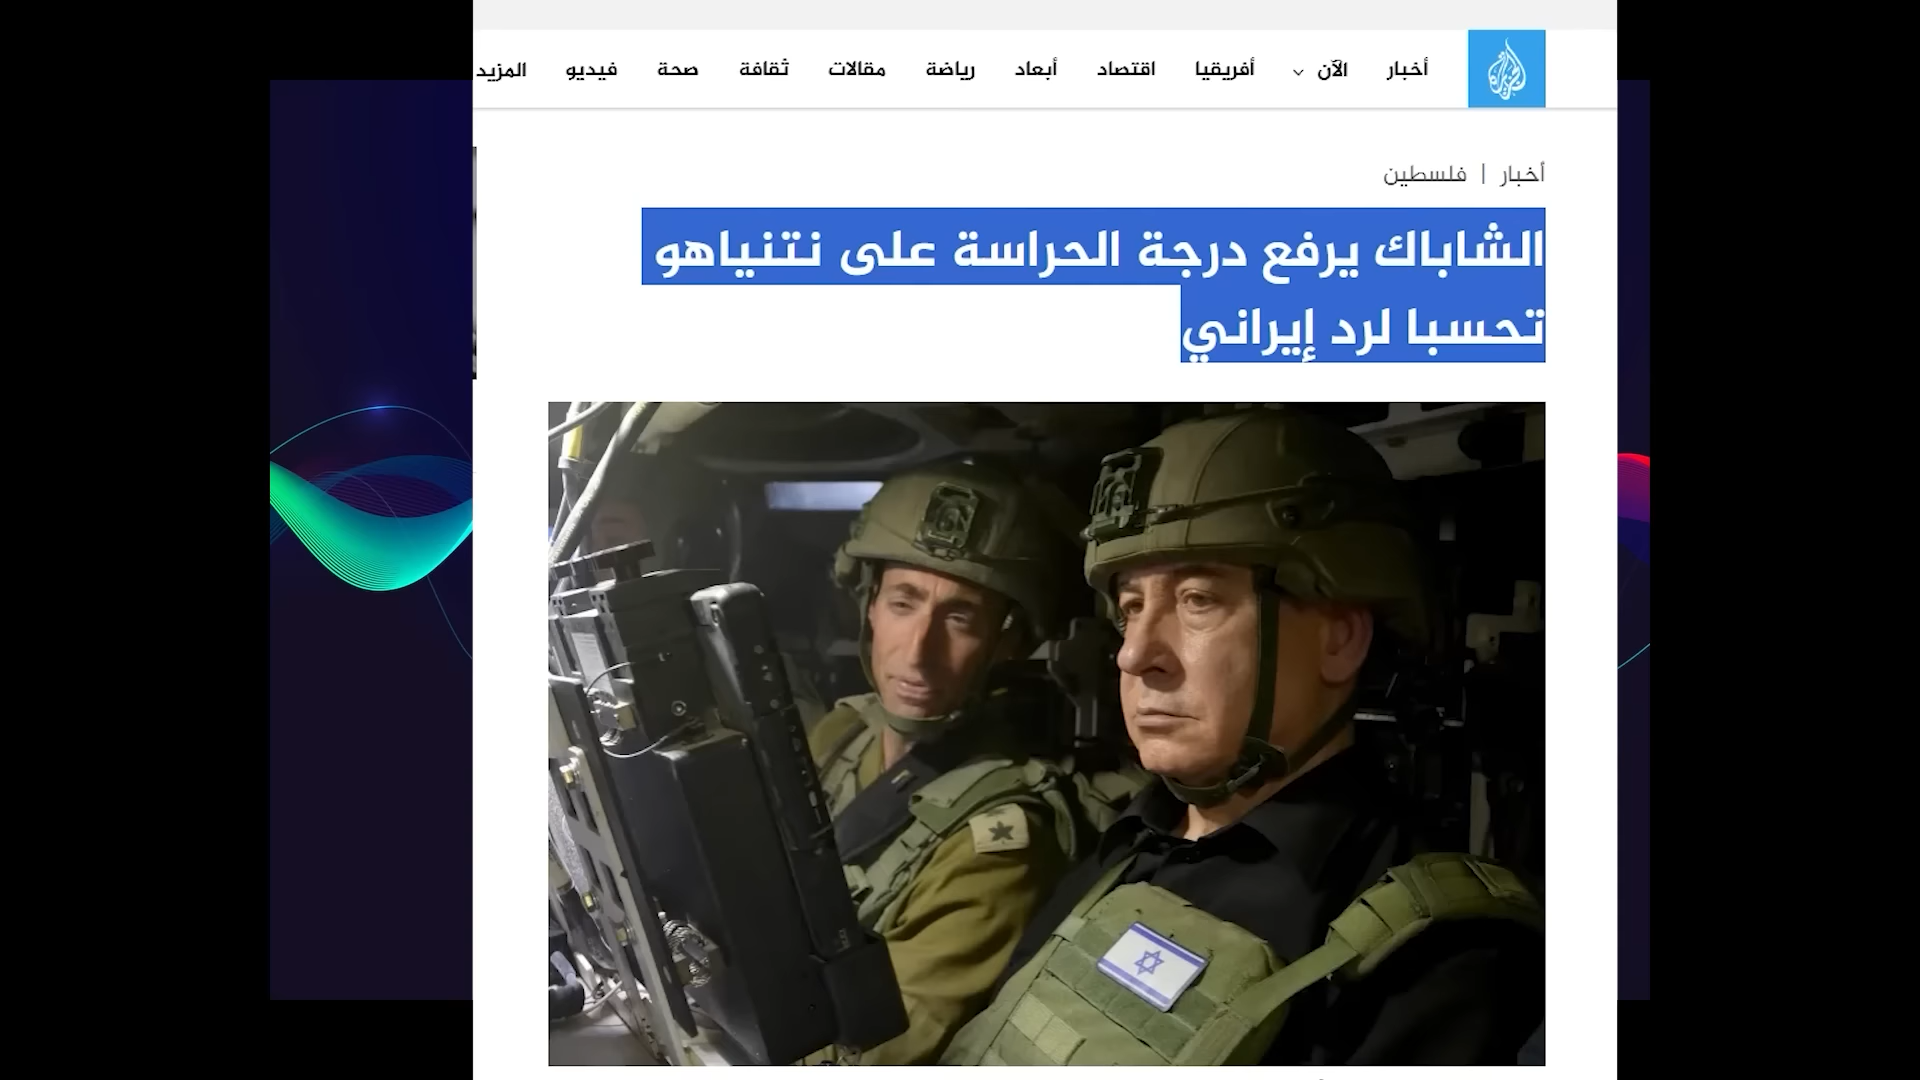 أخبار الآن أفريقيا اقتصاد أبعاد رياضة مقالات ثقافة صحة فيديو المزيد
أخبار | فلسطين
الشاباك يرفع درجة الحراسة على نتنياهو
تحسبا لرد إيراني